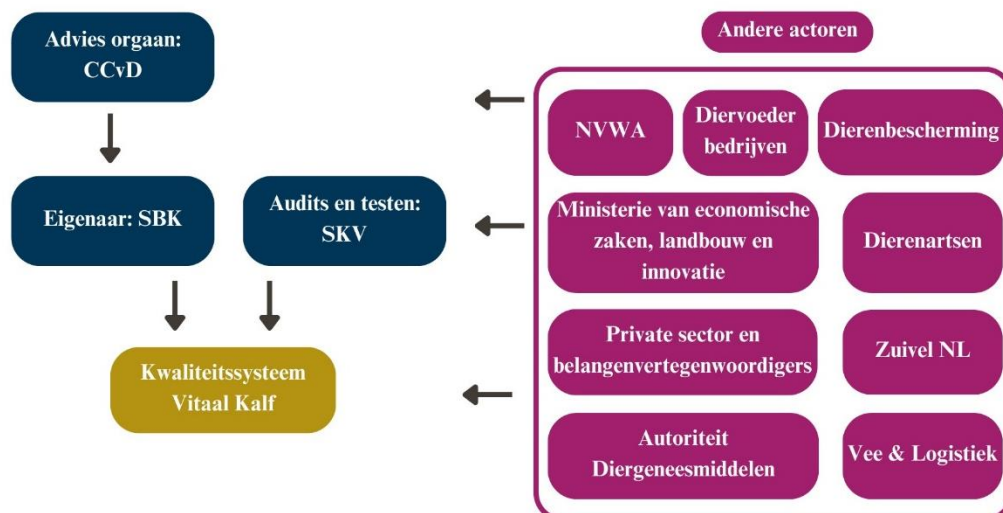 Advies orgaan:
CCvD
Eigenaar: SBK
Audits en testen:
SKV
Kwaliteitssysteem
Vitaal Kalf
Andere actoren
NVWA
Diervoeder
bedrijven
Dierenbescherming
Ministerie van economische
zaken, landbouw en
innovatie
Dierenartsen
Private sector en
belangenvertegenwoordigers
Zuivel NL
Autoriteit
Diergeneesmiddelen
Vee & Logistiek